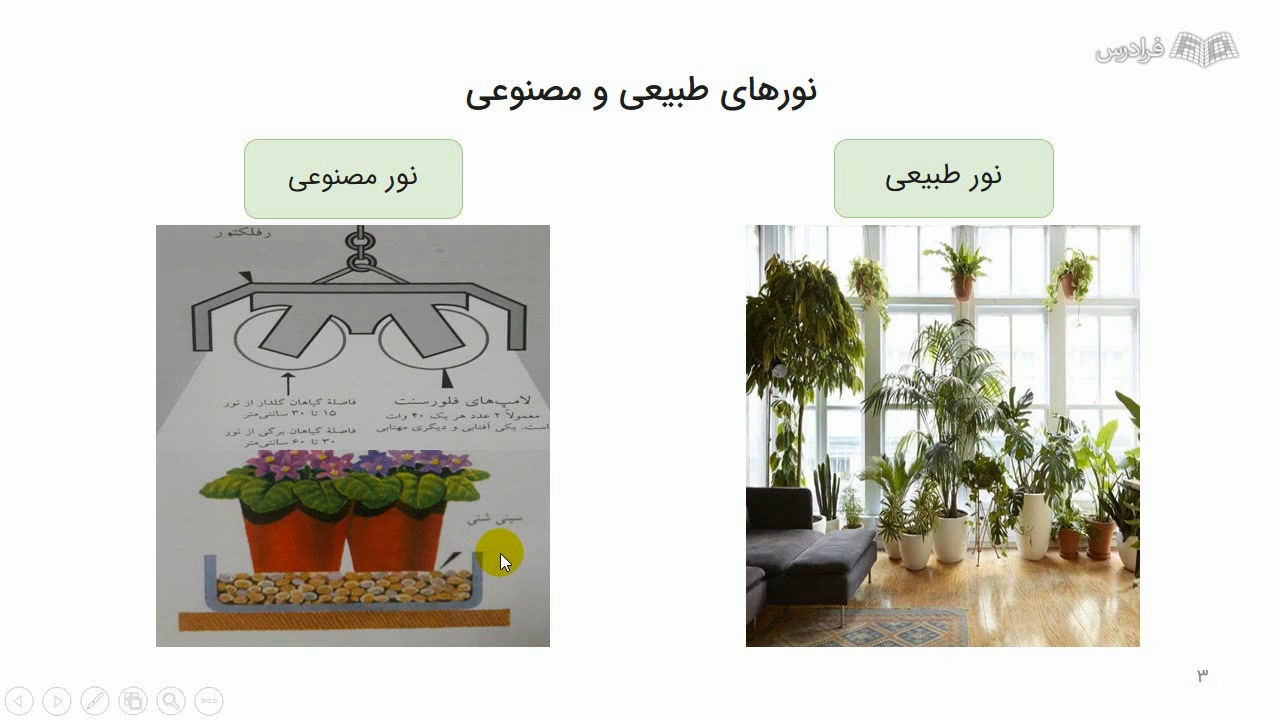 فرادرس
نورهای طبیعی و مصنوعی
نور طبیعی
نور مصنوعی
رفلکتور
لامپ‌های فلورسنت
معمولاً ۲ عدد هر یک ۴۰ وات
است. یکی آفتابی و دیگری مهتابی
فاصلهٔ گیاهان گلدار از نور
۱۵ تا ۳۰ سانتی‌متر
فاصلهٔ گیاهان برگی از نور
۳۰ تا ۶۰ سانتی‌متر
سینی شنی
۳